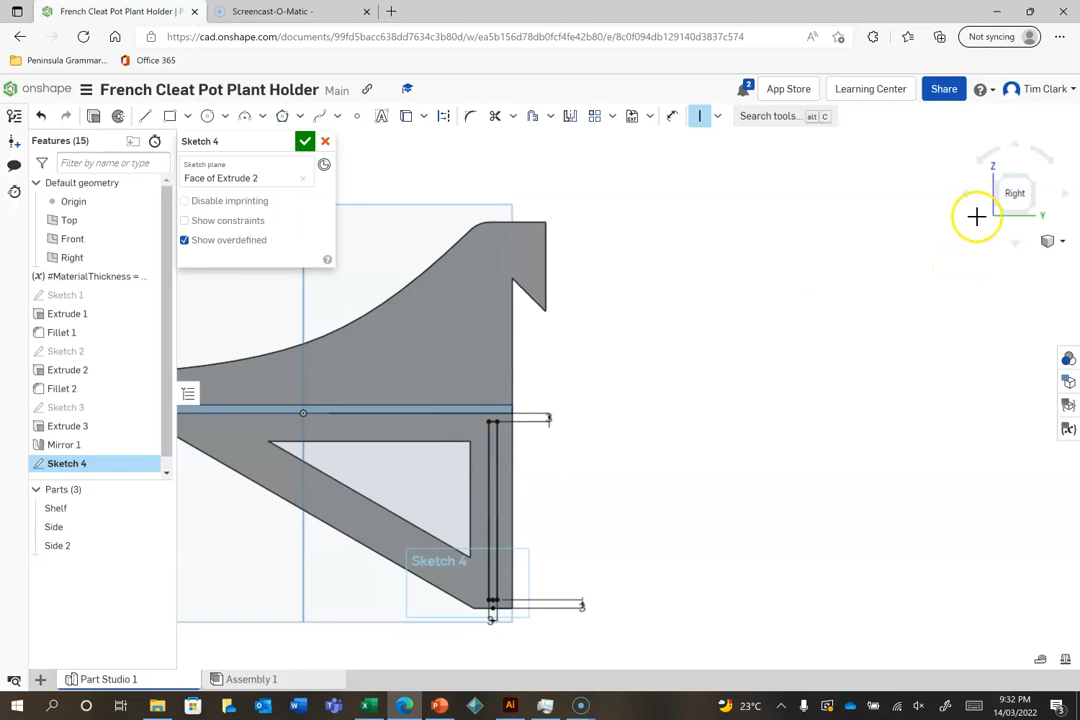 French Cleat Pot Plant Holder |
Screencast-O-Matic -
https://cad.onshape.com/documents/99fd5bacc638dd7634c3b80d/w/ea5b156d78db0fcf4fe42b80/e/8c0f094db35d17e0fc537574
Not syncing
Peninsula Grammar...
Office 365
onshape
French Cleat Pot Plant Holder
Main
2
App Store
Learning Center
Share
Tim Clark
Search tools...
alt
C
Features (15)
Filter by name or type
Default geometry
Origin
Top
Front
Right
(x) #MaterialThickness = ...
Sketch 1
Extrude 1
Fillet 1
Sketch 2
Extrude 2
Fillet 2
Sketch 3
Extrude 3
Mirror 1
Sketch 4
Parts (3)
Shelf
Side
Side 2
Sketch 4
Sketch plane
Face of Extrude 2
Disable imprinting
Show constraints
Show overdefined
Z
Right
Y
Sketch 4
3
Part Studio 1
Assembly 1
23°C
9:32 PM
14/03/2022